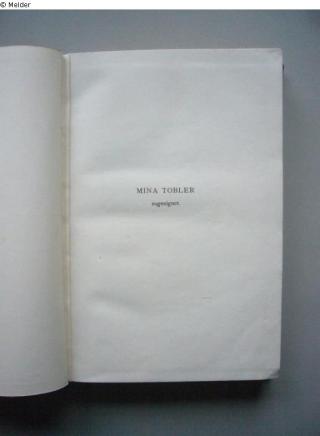 © Melder
MINA TOBLER
zugeeignet.